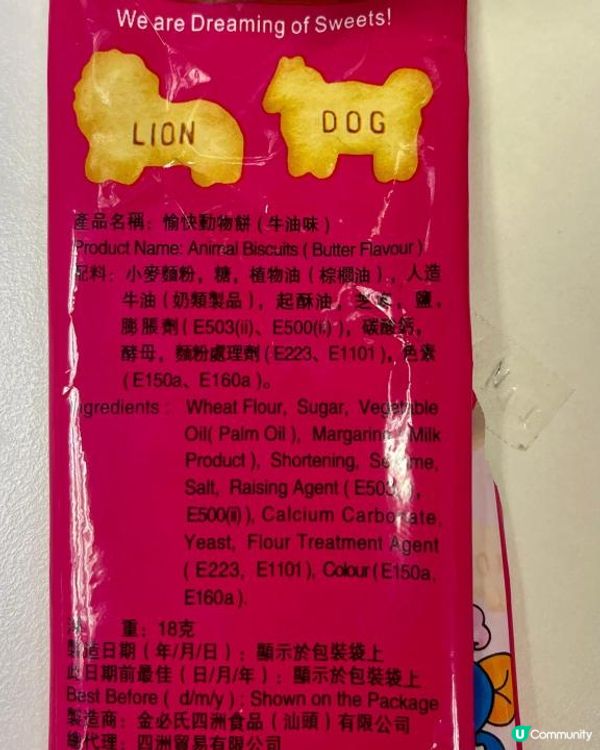 We are Dreaming of Sweets!
LION
DOG
產品名稱：愉快動物餅（牛油味）
Product Name: Animal Biscuits ( Butter Flavour )
配料：小麥麵粉，糖，植物油（棕櫚油），人造
牛油（奶類製品），起酥油，芝麻，鹽，
膨脹劑（E503(ii)、E500(ii)），碳酸鈣，
酵母，麵粉處理劑（E223、E1101），色素
（E150a、E160a）。
Ingredients : Wheat Flour, Sugar, Vegetable
Oil( Palm Oil ), Margarine Milk
Product ), Shortening, Sesame,
Salt, Raising Agent ( E503
E500(ii) ), Calcium Carbonate,
Yeast, Flour Treatment Agent
( E223, E1101 ), Colour ( E150a,
E160a ).
重：18克
製造日期（年/月/日）：顯示於包裝袋上
此日期前最佳（日/月/年）：顯示於包裝袋上
Best Before ( d/m/y ) : Shown on the Package
製造商：金必氏四洲食品（汕頭）有限公司
總代理：四洲貿易有限公司
U Community